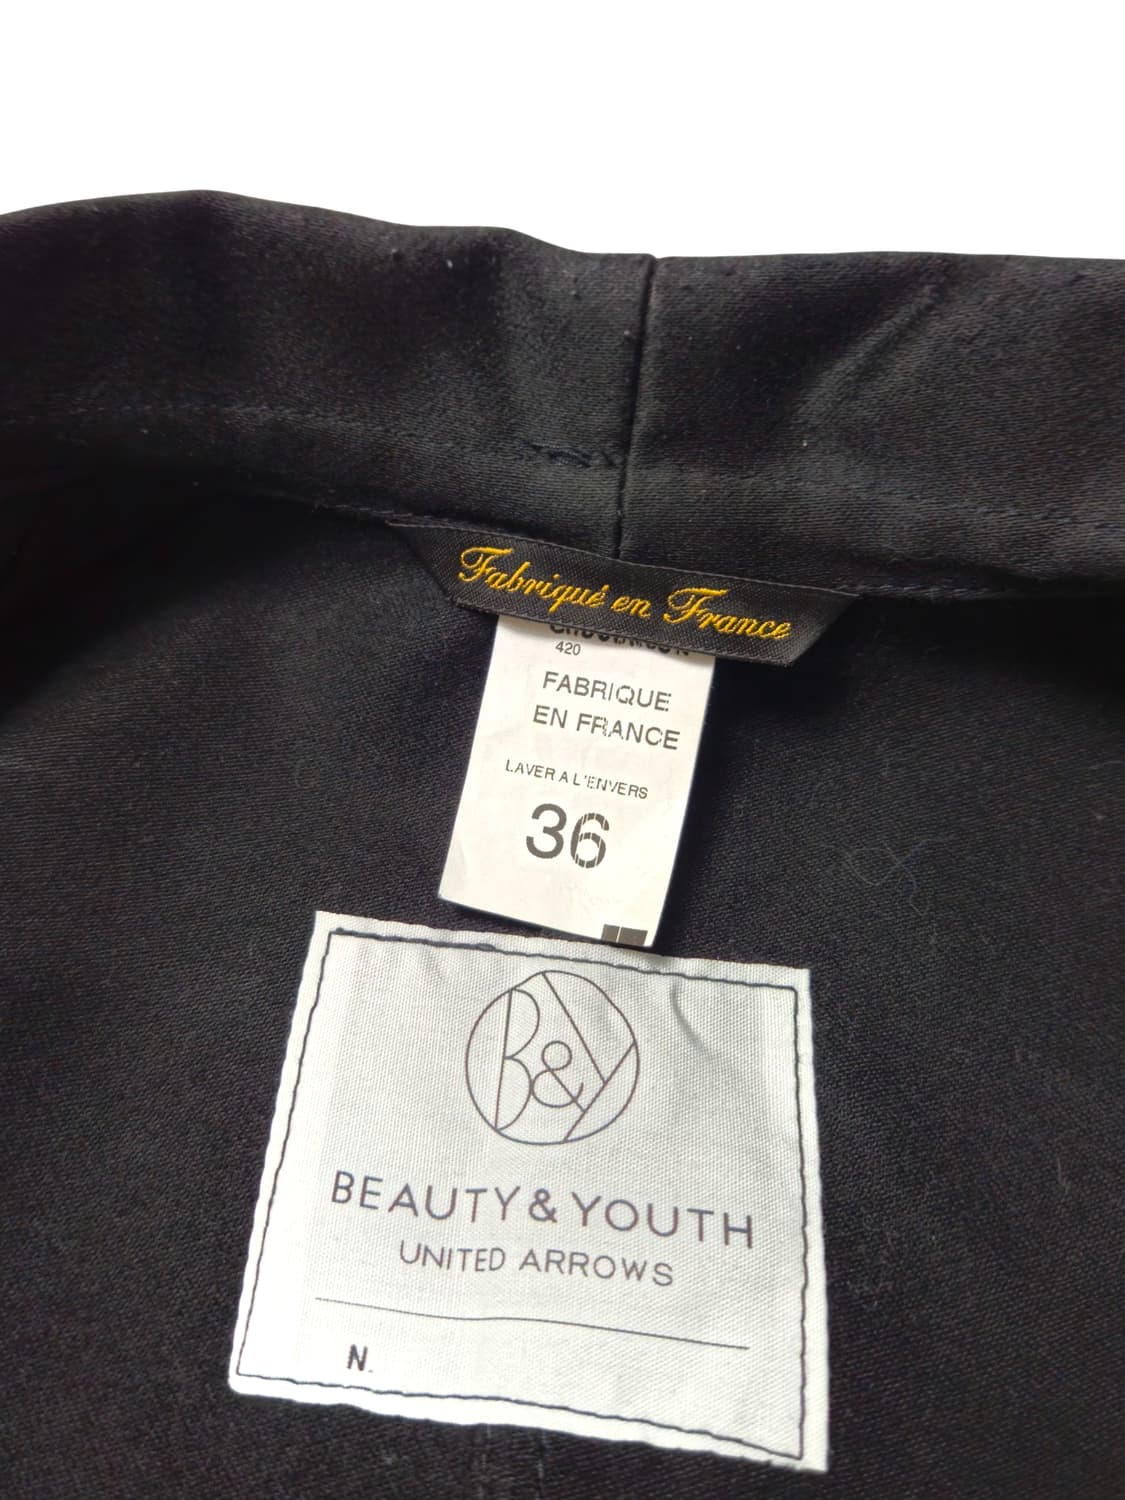 Fabriqué en France
420
FABRIQUE
EN FRANCE
LAVER A L'ENVERS
36
B&Y
BEAUTY & YOUTH
UNITED ARROWS
N.